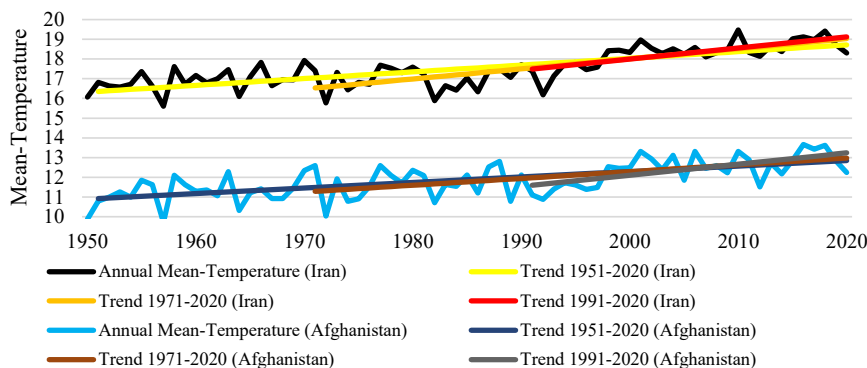 Mean-Temperature
20
19
18
17
16
15
14
13
12
11
10
1950 1960 1970 1980 1990 2000 2010 2020
Annual Mean-Temperature (Iran) Trend 1951-2020 (Iran)
Trend 1971-2020 (Iran) Trend 1991-2020 (Iran)
Annual Mean-Temperature (Afghanistan) Trend 1951-2020 (Afghanistan)
Trend 1971-2020 (Afghanistan) Trend 1991-2020 (Afghanistan)